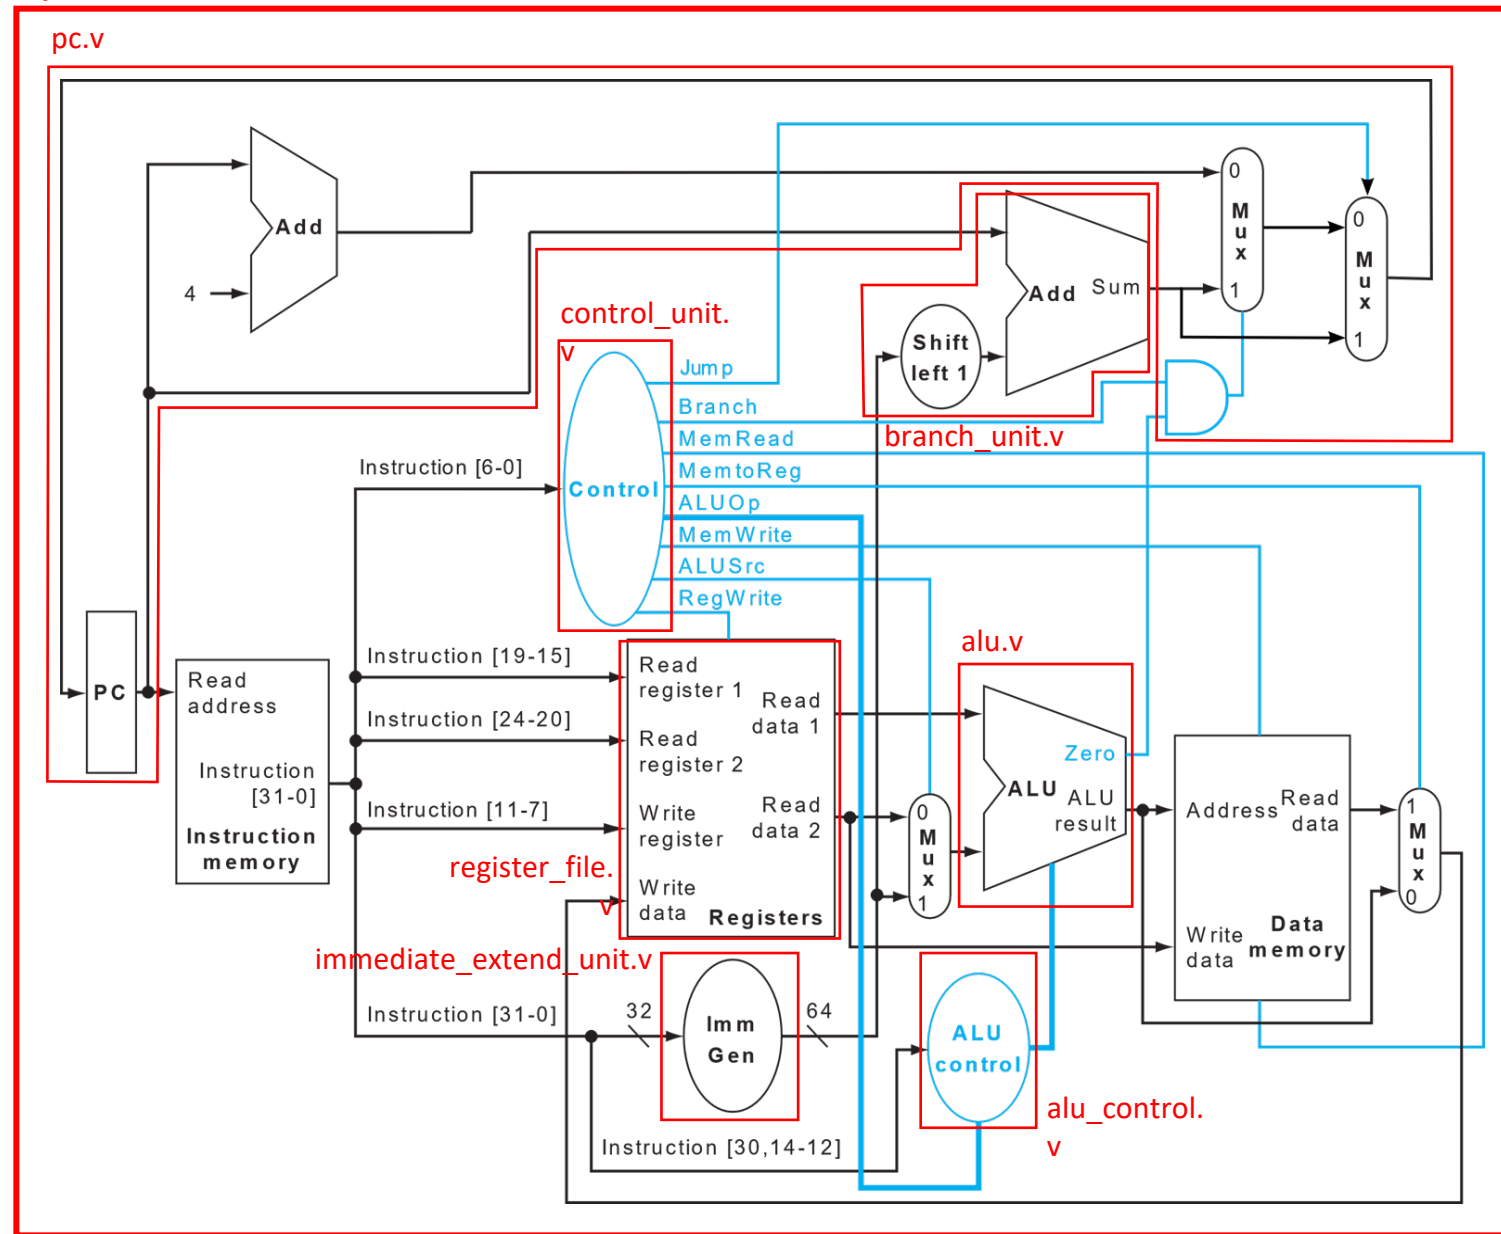 pc.v
Add
4
0
M
u
x
1
0
M
u
x
1
Add
Sum
Shift
left 1
branch_unit.v
control_unit.
v
Jump
Branch
MemRead
MemtoReg
ALUOp
MemWrite
ALUSrc
RegWrite
Control
Instruction [6-0]
Instruction [19-15]
Instruction [24-20]
Instruction [11-7]
Instruction [31-0]
Instruction [30,14-12]
PC
Read
address
Instruction
[31-0]
Instruction
memory
Read
register 1
Read
data 1
Read
register 2
Write
register
Read
data 2
Write
data
Registers
register_file.
v
immediate_extend_unit.v
32
Imm
Gen
64
0
M
u
x
1
alu.v
Zero
ALU
ALU
result
ALU
control
alu_control.
v
Address
Read
data
Write
data
Data
memory
1
M
u
x
0